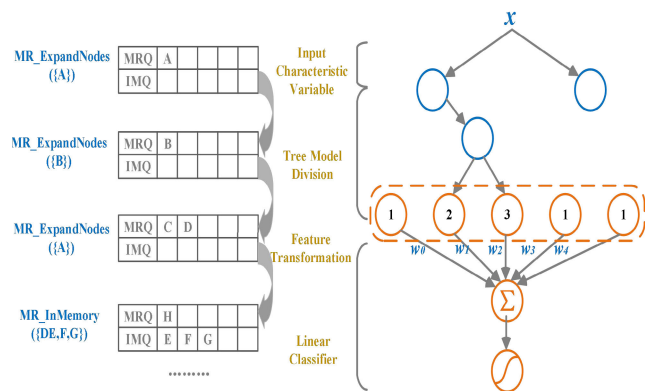 x
MR_ExpandNodes
({A})
MRQ A
IMQ
Input
Characteristic
Variable
MR_ExpandNodes
({B})
MRQ B
IMQ
Tree Model
Division
MR_ExpandNodes
({A})
MRQ C D
IMQ
Feature
Transformation
1 2 3 1 1
W0 W1 W2 W3 W4
MR_InMemory
({DE,F,G})
MRQ H
IMQ E F G
Linear
Classifier
Σ
.........